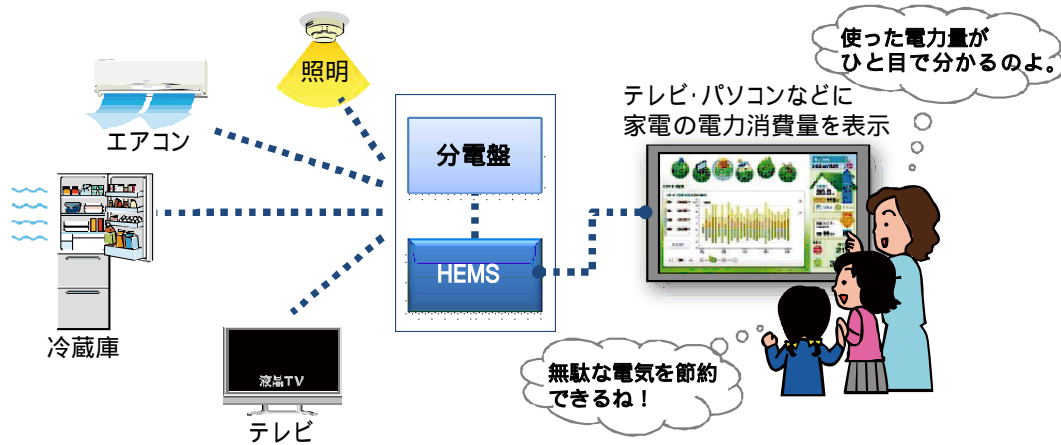 使った電力量が
ひと目で分かるのよ。
照明
テレビ・パソコンなどに
家電の電力消費量を表示
エアコン
分電盤
HEMS
冷蔵庫
液晶TV
無駄な電気を節約
できるね！
テレビ